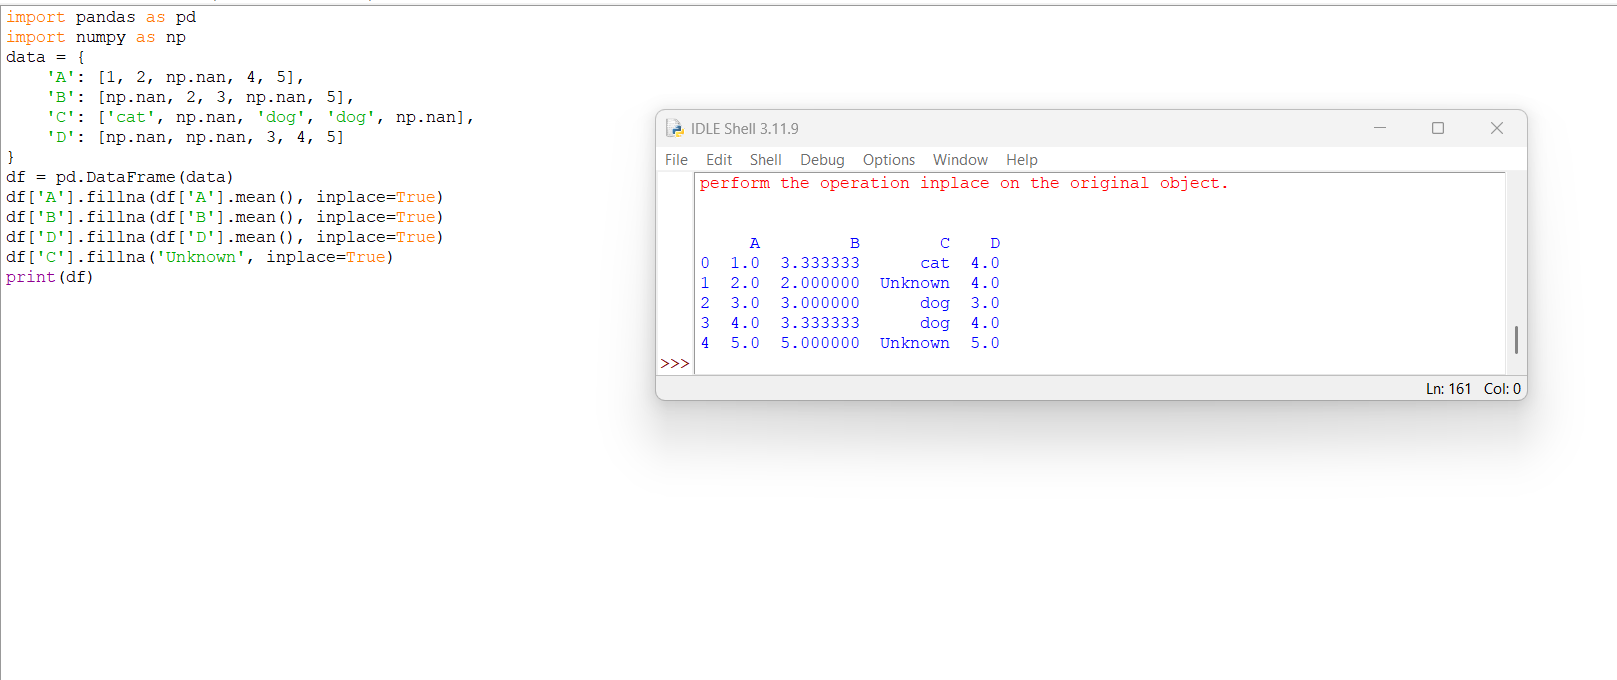 import pandas as pd
import numpy as np
data = {
    'A': [1, 2, np.nan, 4, 5],
    'B': [np.nan, 2, 3, np.nan, 5],
    'C': ['cat', np.nan, 'dog', 'dog', np.nan],
    'D': [np.nan, np.nan, 3, 4, 5]
}
df = pd.DataFrame(data)
df['A'].fillna(df['A'].mean(), inplace=True)
df['B'].fillna(df['B'].mean(), inplace=True)
df['D'].fillna(df['D'].mean(), inplace=True)
df['C'].fillna('Unknown', inplace=True)
print(df)
IDLE Shell 3.11.9
File Edit Shell Debug Options Window Help
perform the operation inplace on the original object.
     A         B        C    D
0  1.0  3.333333      cat  4.0
1  2.0  2.000000  Unknown  4.0
2  3.0  3.000000      dog  3.0
3  4.0  3.333333      dog  4.0
4  5.0  5.000000  Unknown  5.0
>>>
Ln: 161 Col: 0